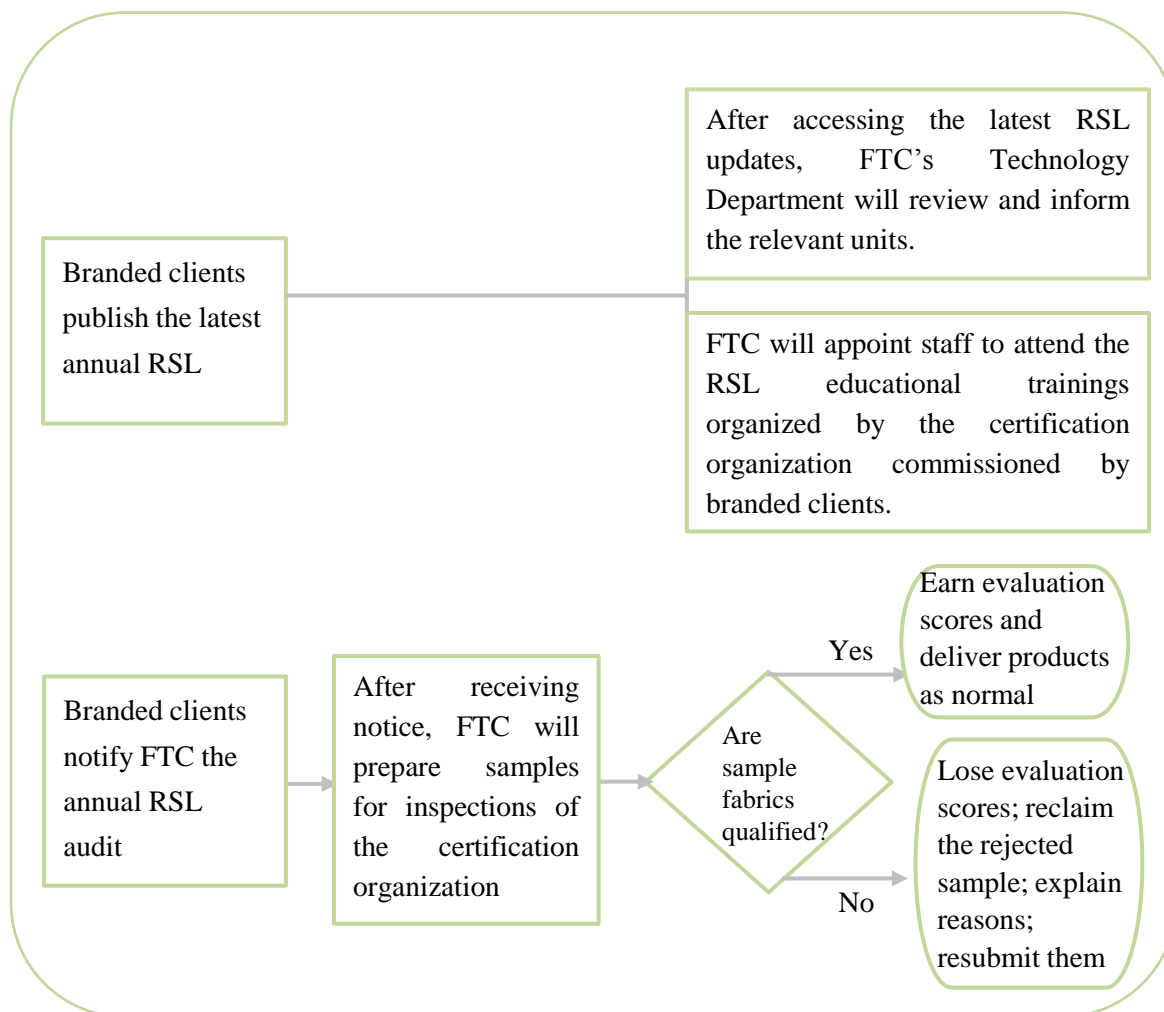 Branded clients
publish the latest
annual RSL
After accessing the latest RSL
updates, FTC’s Technology
Department will review and inform
the relevant units.
FTC will appoint staff to attend the
RSL educational trainings
organized by the certification
organization commissioned by
branded clients.
Branded clients
notify FTC the
annual RSL
audit
After receiving
notice, FTC will
prepare samples
for inspections of
the certification
organization
Are
sample
fabrics
qualified?
Yes
Earn evaluation
scores and
deliver products
as normal
No
Lose evaluation
scores; reclaim
the rejected
sample; explain
reasons;
resubmit them